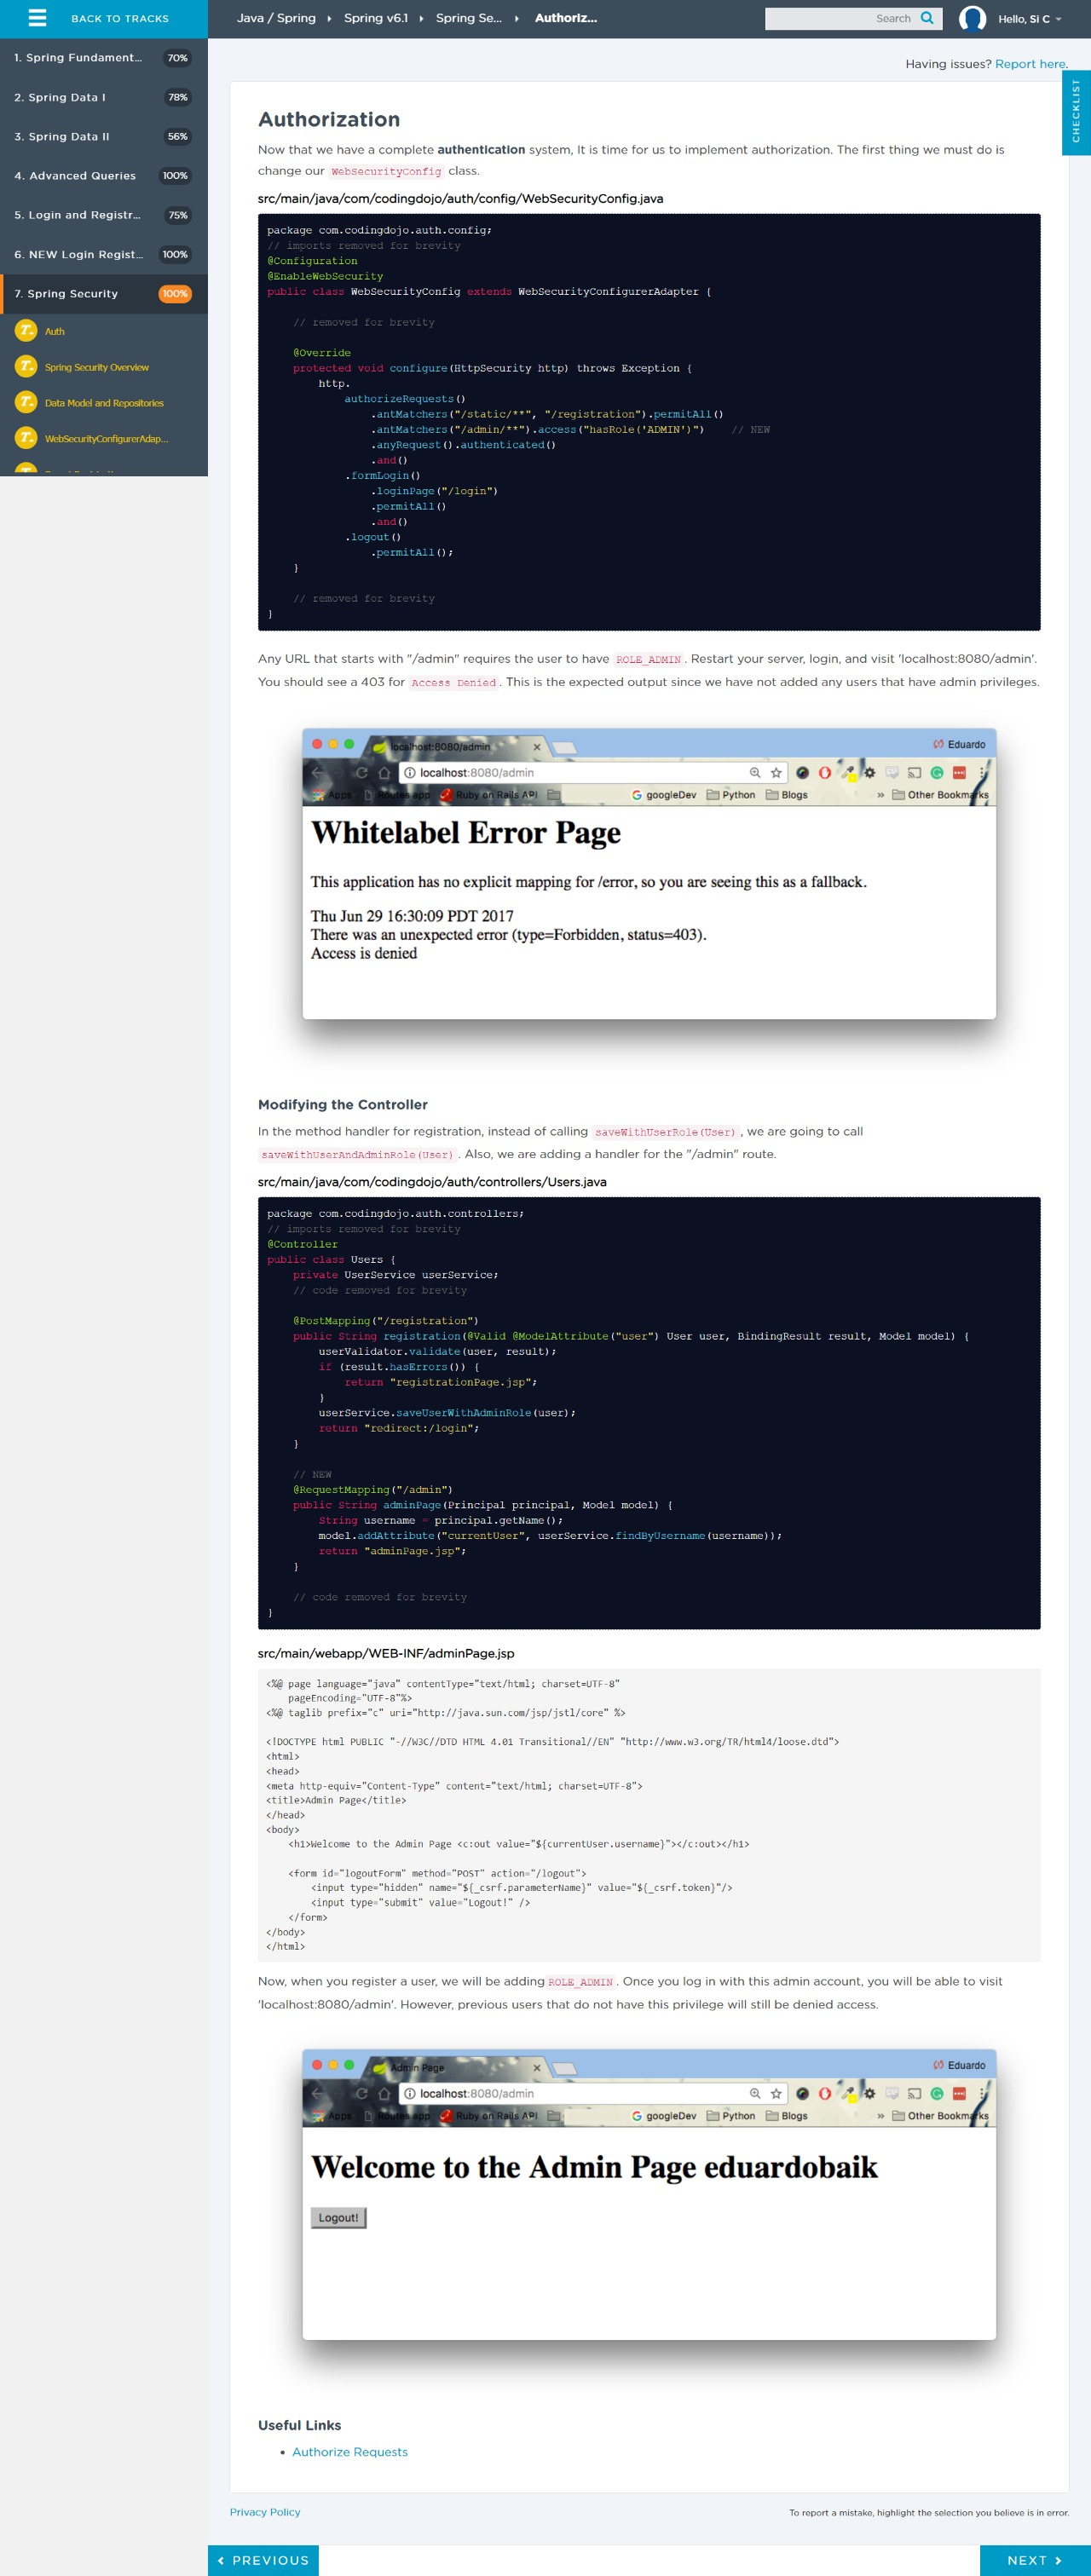 BACK TO TRACKS
Java / Spring
Spring v6.1
Spring Se...
Authoriz...
Search
Hello, Si C
1. Spring Fundament... 70%
2. Spring Data I 78%
3. Spring Data II 56%
4. Advanced Queries 100%
5. Login and Registr... 75%
6. NEW Login Regist... 100%
7. Spring Security 100%
Auth
Spring Security Overview
Data Model and Repositories
WebSecurityConfigurerAdap...
Having issues? Report here.
CHECKLIST
Authorization
Now that we have a complete authentication system, It is time for us to implement authorization. The first thing we must do is
change our WebsecurityConfig class.
src/main/java/com/codingdojo/auth/config/WebSecurityConfig.java
package com.codingdojo.auth.config;
// imports removed for brevity
@Configuration
@EnableWebSecurity
public class WebSecurityConfig extends WebSecurityConfigurerAdapter {
// removed for brevity
@Override
protected void configure(HttpSecurity http) throws Exception {
http.
authorizeRequests()
.antMatchers("/static/**", "/registration").permitAll()
.antMatchers("/admin/**").access("hasRole('ADMIN')")    // NEW
.anyRequest().authenticated()
.and()
.formLogin()
.loginPage("/login")
.permitAll()
.and()
.logout()
.permitAll();
}
// removed for brevity
}
Any URL that starts with "/admin" requires the user to have ROLE_ADMIN. Restart your server, login, and visit 'localhost:8080/admin'.
You should see a 403 for Access Denied. This is the expected output since we have not added any users that have admin privileges.
localhost:8080/admin
Eduardo
localhost:8080/admin
Apps Routes app Ruby on Rails API googleDev Python Blogs » Other Bookmarks
Whitelabel Error Page
This application has no explicit mapping for /error, so you are seeing this as a fallback.
Thu Jun 29 16:30:09 PDT 2017
There was an unexpected error (type=Forbidden, status=403).
Access is denied
Modifying the Controller
In the method handler for registration, instead of calling saveWithUserRole(User), we are going to call
saveWithUserAndAdminRole(User). Also, we are adding a handler for the "/admin" route.
src/main/java/com/codingdojo/auth/controllers/Users.java
package com.codingdojo.auth.controllers;
// imports removed for brevity
@Controller
public class Users {
private UserService userService;
// code removed for brevity
@PostMapping("/registration")
public String registration(@Valid @ModelAttribute("user") User user, BindingResult result, Model model) {
userValidator.validate(user, result);
if (result.hasErrors()) {
return "registrationPage.jsp";
}
userService.saveUserWithAdminRole(user);
return "redirect:/login";
}
// NEW
@RequestMapping("/admin")
public String adminPage(Principal principal, Model model) {
String username = principal.getName();
model.addAttribute("currentUser", userService.findByUsername(username));
return "adminPage.jsp";
}
// code removed for brevity
}
src/main/webapp/WEB-INF/adminPage.jsp
<%@ page language="java" contentType="text/html; charset=UTF-8"
pageEncoding="UTF-8"%>
<%@ taglib prefix="c" uri="http://java.sun.com/jsp/jstl/core" %>
<!DOCTYPE html PUBLIC "-//W3C//DTD HTML 4.01 Transitional//EN" "http://www.w3.org/TR/html4/loose.dtd">
<html>
<head>
<meta http-equiv="Content-Type" content="text/html; charset=UTF-8">
<title>Admin Page</title>
</head>
<body>
<h1>Welcome to the Admin Page <c:out value="${currentUser.username}"></c:out></h1>
<form id="logoutForm" method="POST" action="/logout">
<input type="hidden" name="${_csrf.parameterName}" value="${_csrf.token}"/>
<input type="submit" value="Logout!" />
</form>
</body>
</html>
Now, when you register a user, we will be adding ROLE_ADMIN. Once you log in with this admin account, you will be able to visit
'localhost:8080/admin'. However, previous users that do not have this privilege will still be denied access.
Admin Page
Eduardo
localhost:8080/admin
Apps Routes app Ruby on Rails API googleDev Python Blogs » Other Bookmarks
Welcome to the Admin Page eduardobaik
Logout!
Useful Links
• Authorize Requests
Privacy Policy
To report a mistake, highlight the selection you believe is in error.
PREVIOUS
NEXT